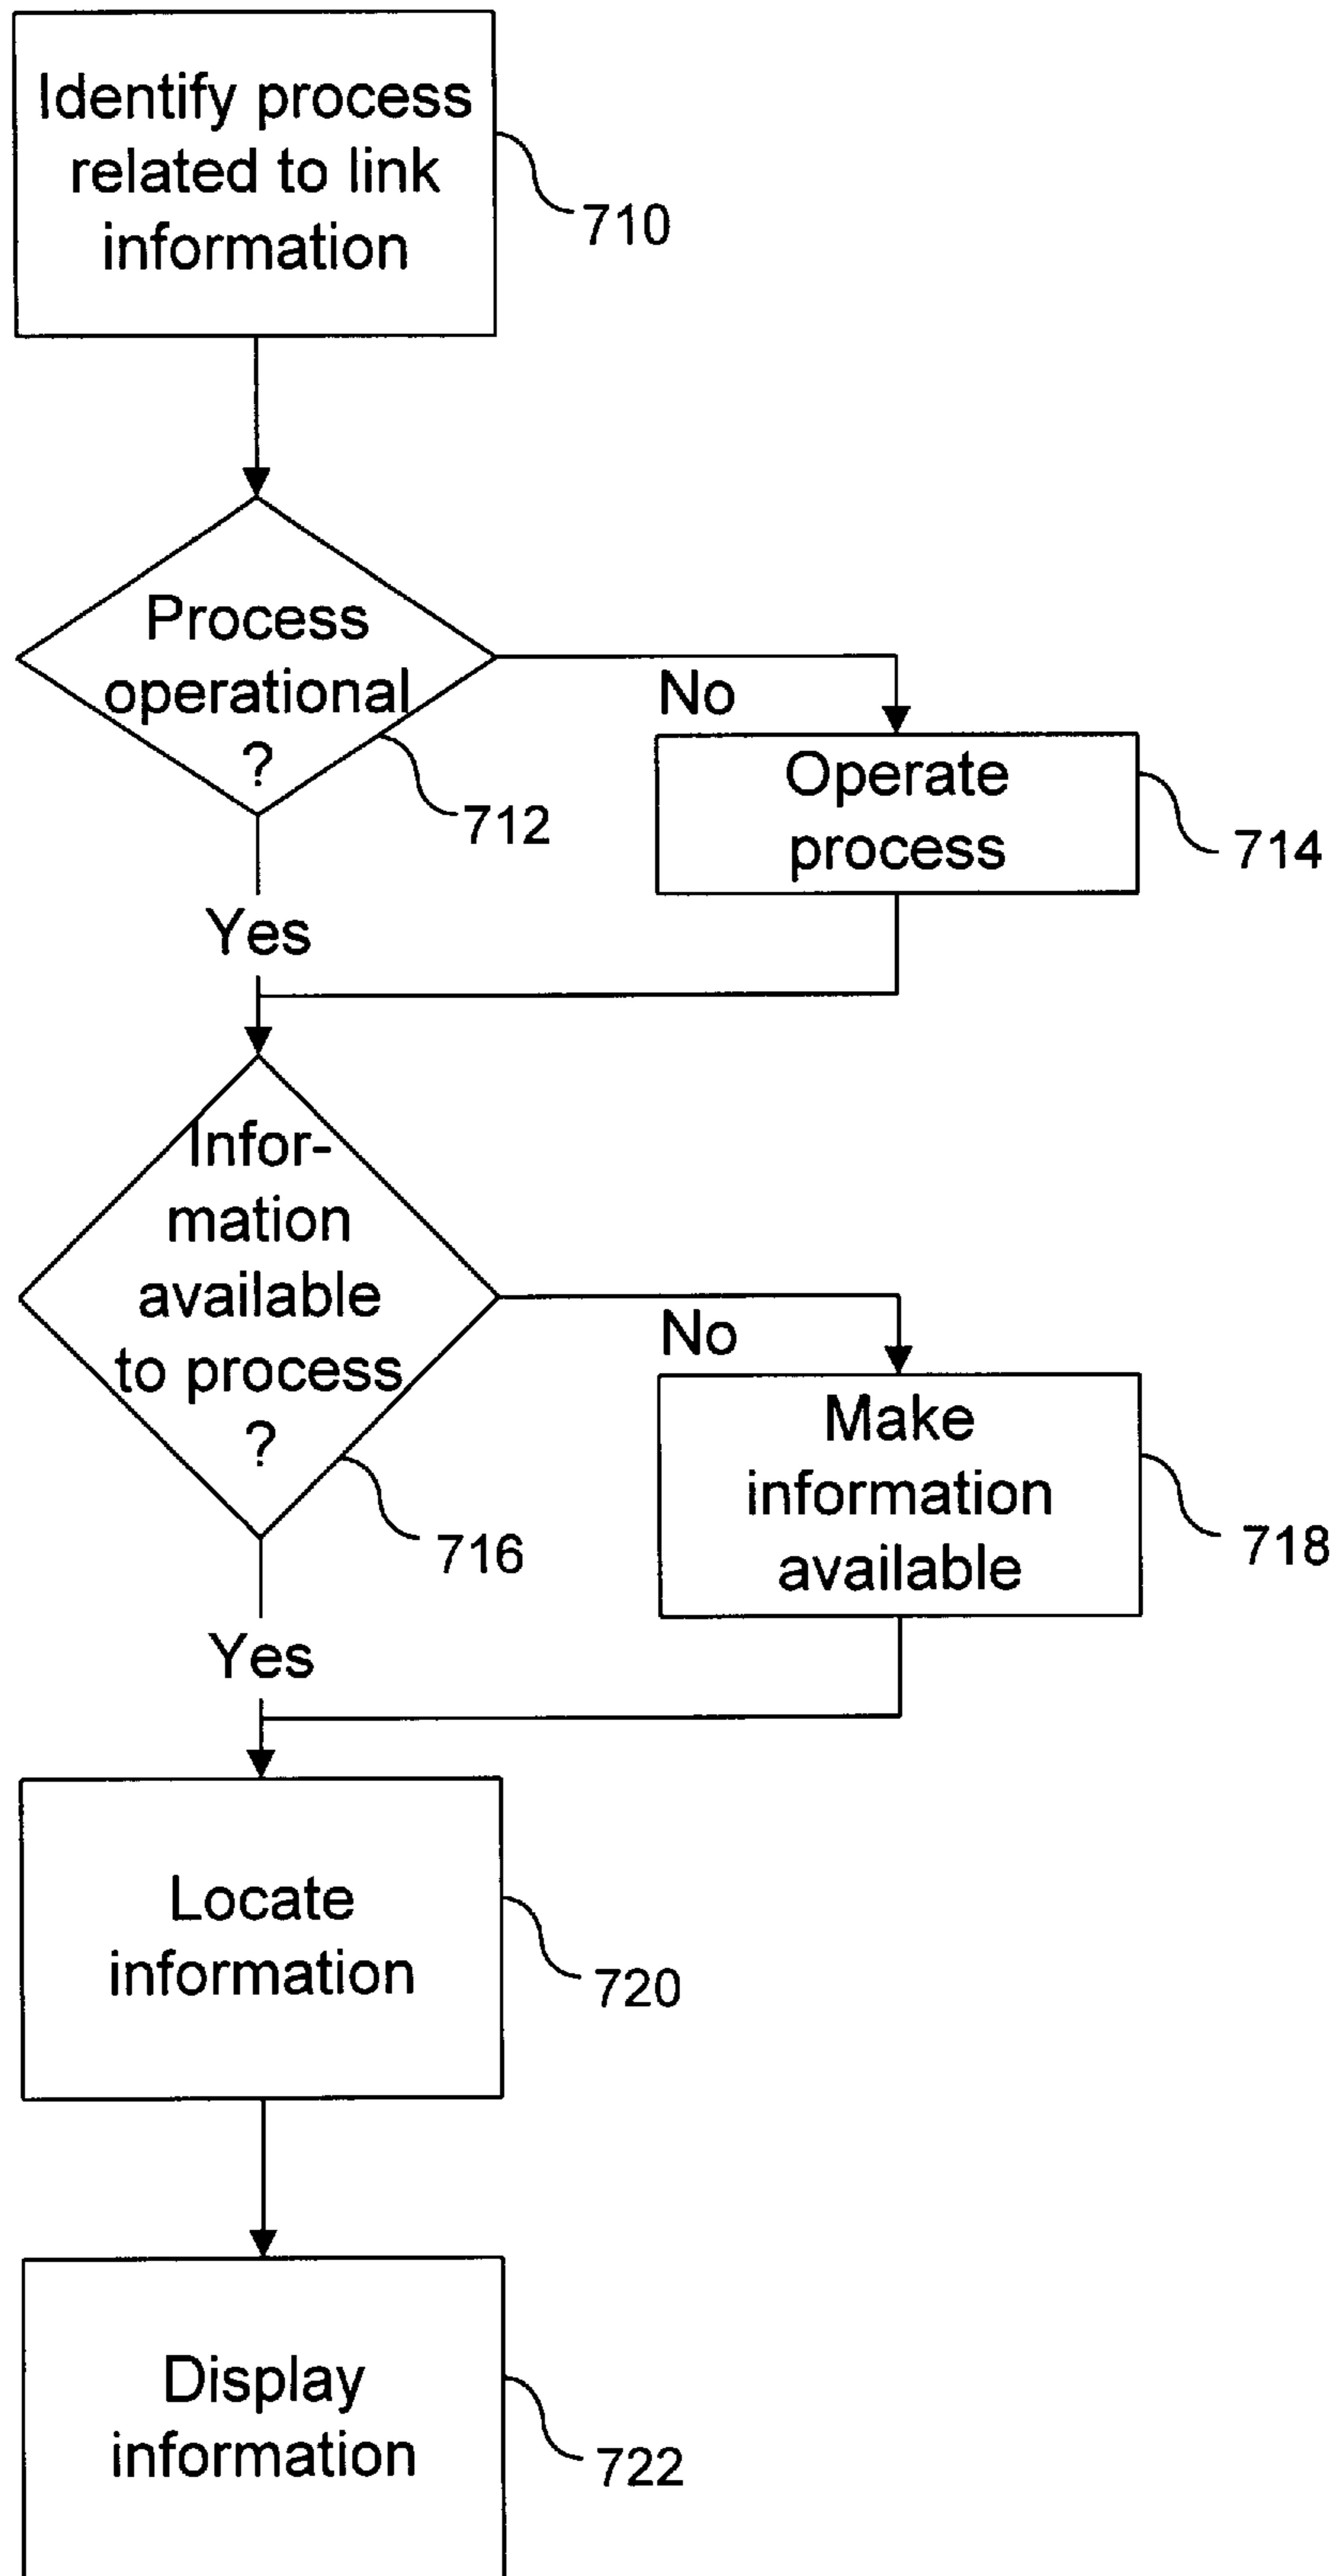 Identify process
related to link
information
710
Process
operational
?
712
No
Operate
process
714
Yes
Infor-
mation
available
to process
?
716
No
Make
information
available
718
Yes
Locate
information
720
Display
information
722